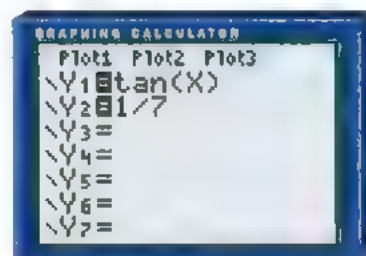 GRAPHING CALCULATOR
Plot1 Plot2 Plot3
\Y1=tan(X)
\Y2=1/7
\Y3=
\Y4=
\Y5=
\Y6=
\Y7=